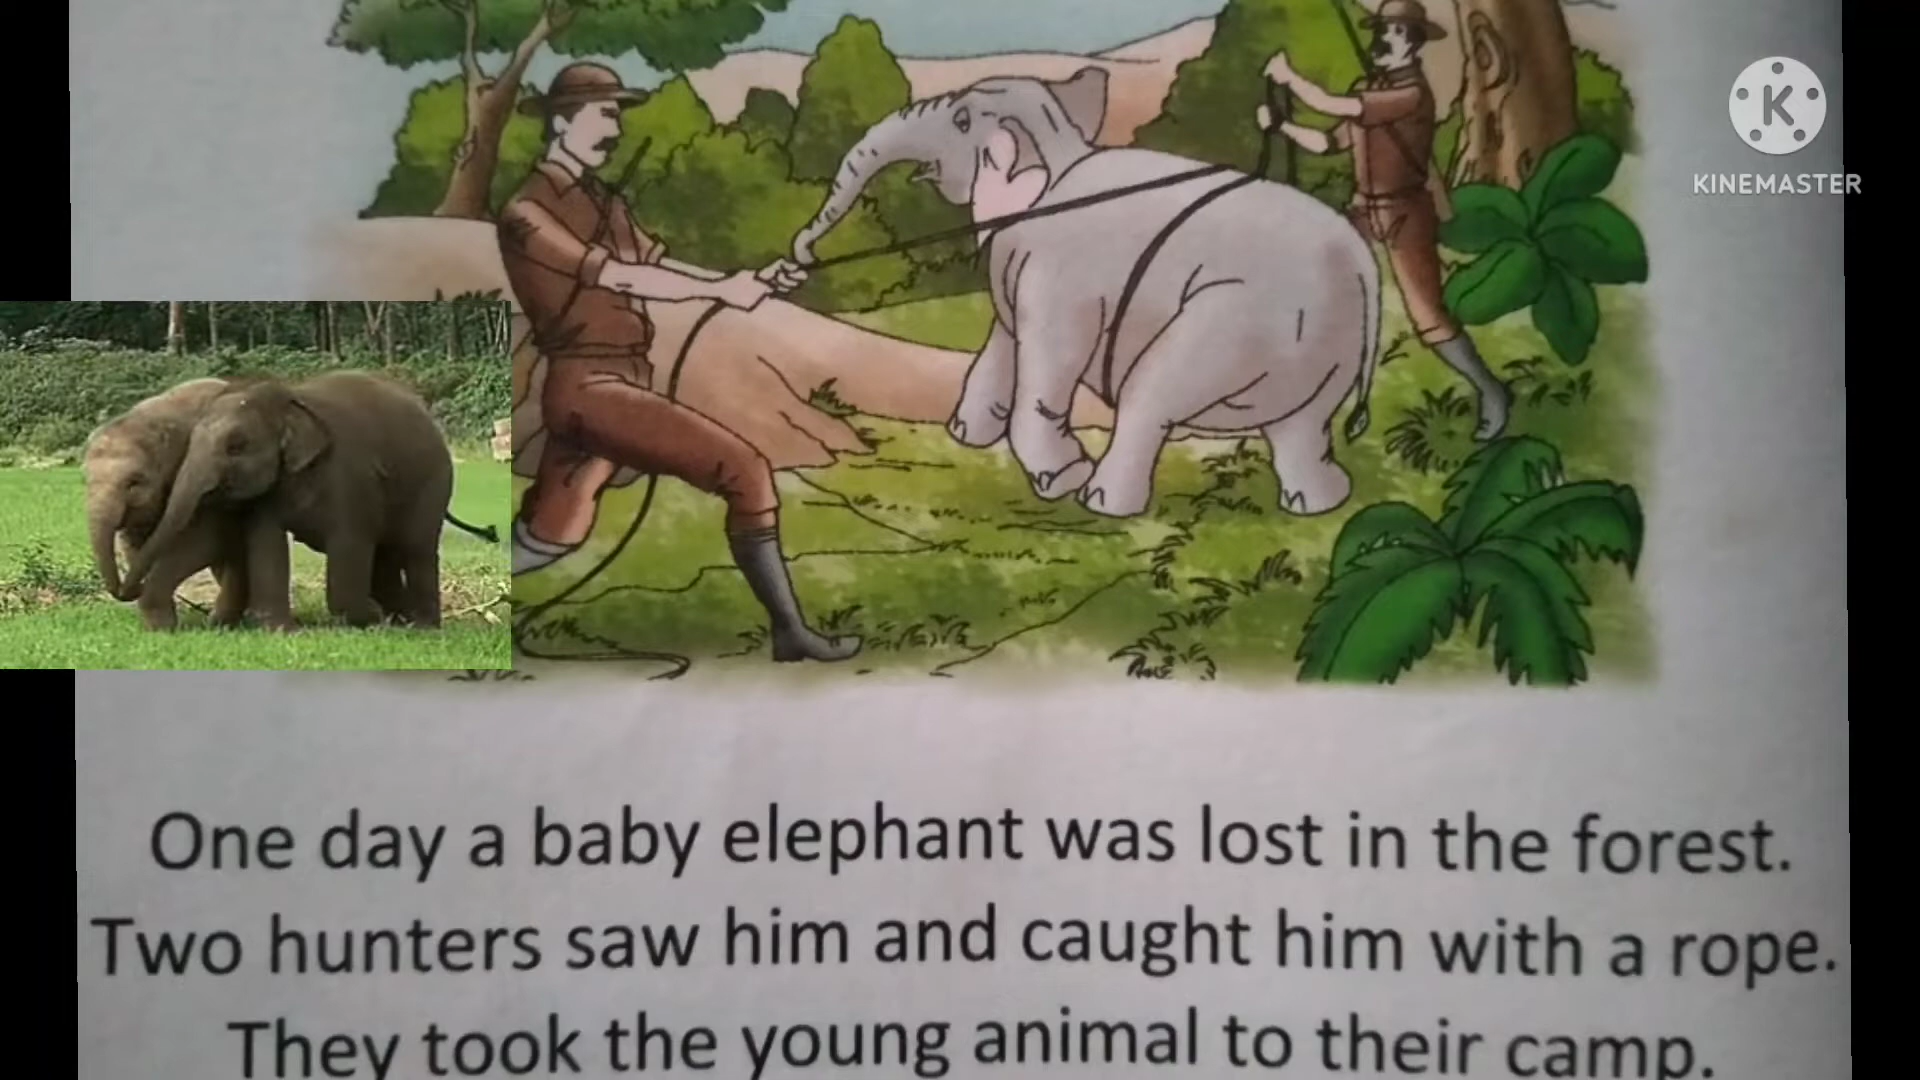 KINEMASTER
One day a baby elephant was lost in the forest.
Two hunters saw him and caught him with a rope.
They took the young animal to their camp.